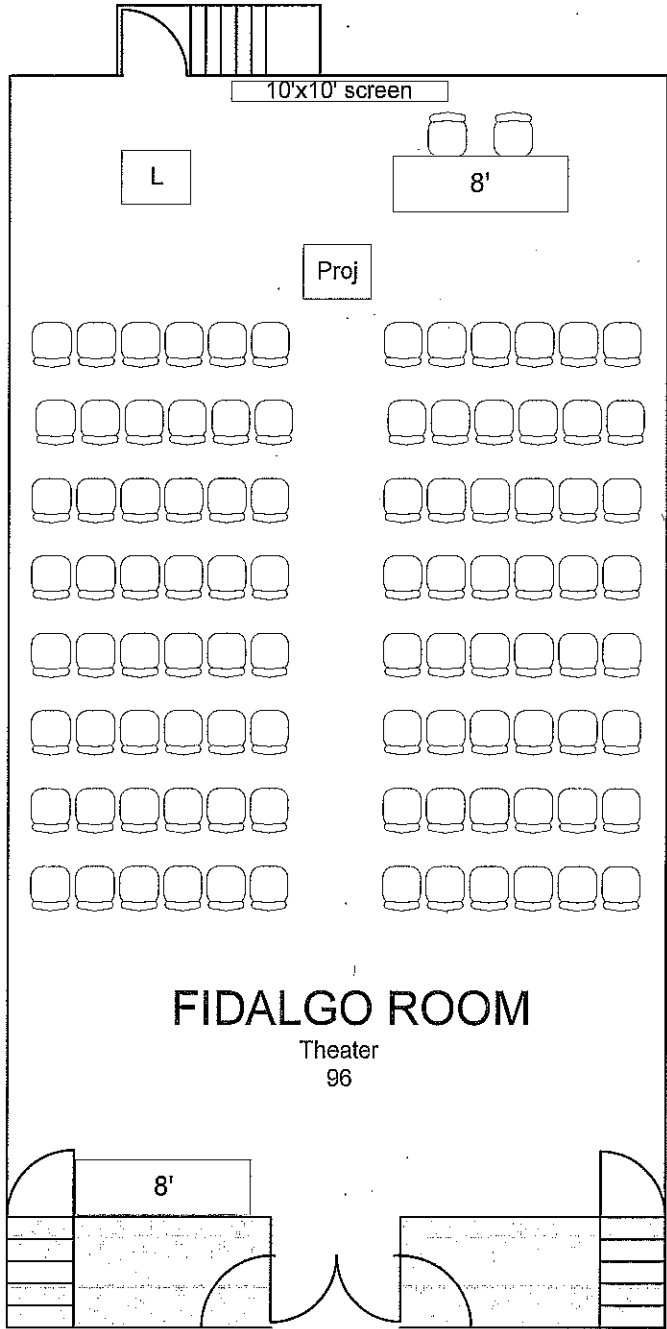 10'x10' screen
L
8'
Proj
FIDALGO ROOM
Theater
96
8'